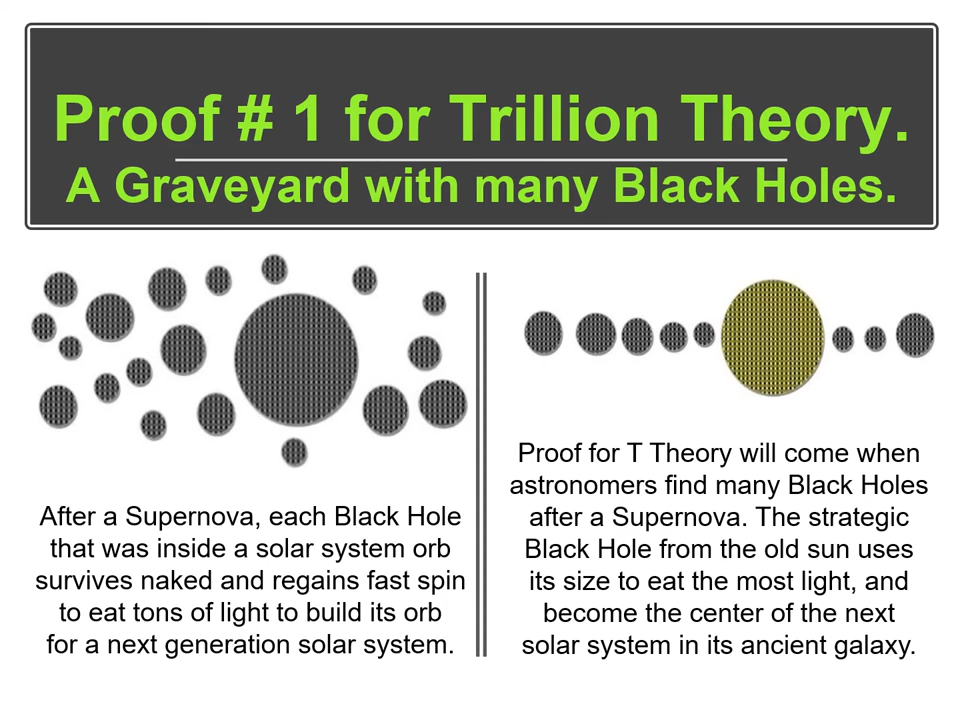 Proof # 1 for Trillion Theory.
A Graveyard with many Black Holes.
After a Supernova, each Black Hole
that was inside a solar system orb
survives naked and regains fast spin
to eat tons of light to build its orb
for a next generation solar system.
Proof for T Theory will come when
astronomers find many Black Holes
after a Supernova. The strategic
Black Hole from the old sun uses
its size to eat the most light, and
become the center of the next
solar system in its ancient galaxy.